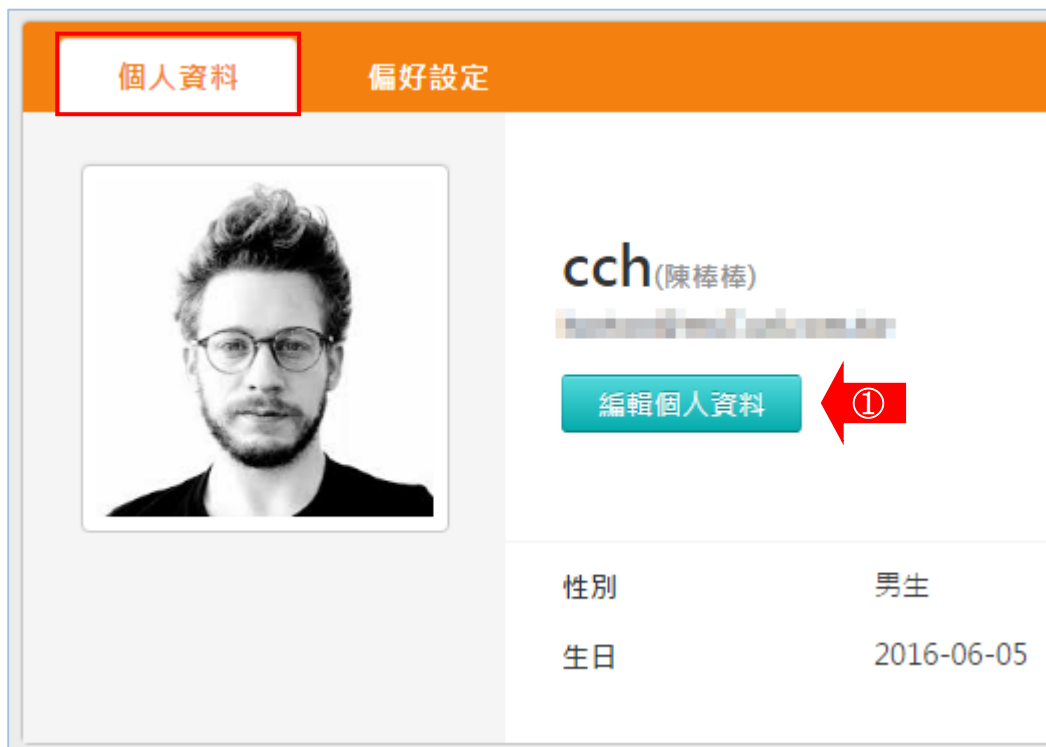 個人資料 偏好設定
cch(陳棒棒)
編輯個人資料 ①
性別 男生
生日 2016-06-05